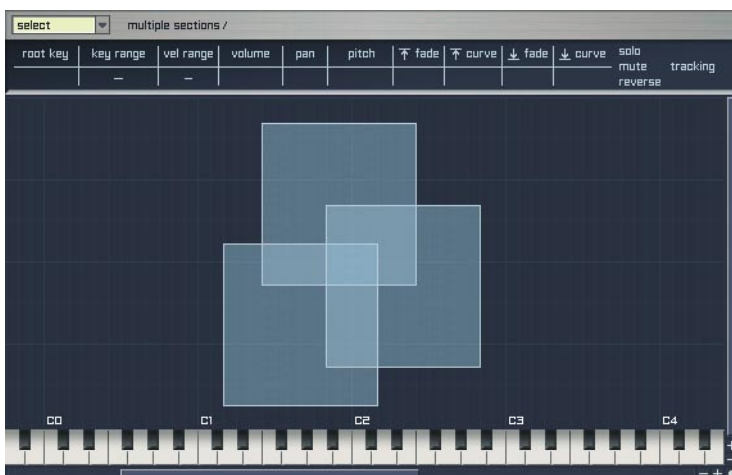 select multiple sections /
root key key range vel range volume pan pitch fade curve fade curve solo
mute tracking
reverse
– –
C0 C1 C2 C3 C4
– +